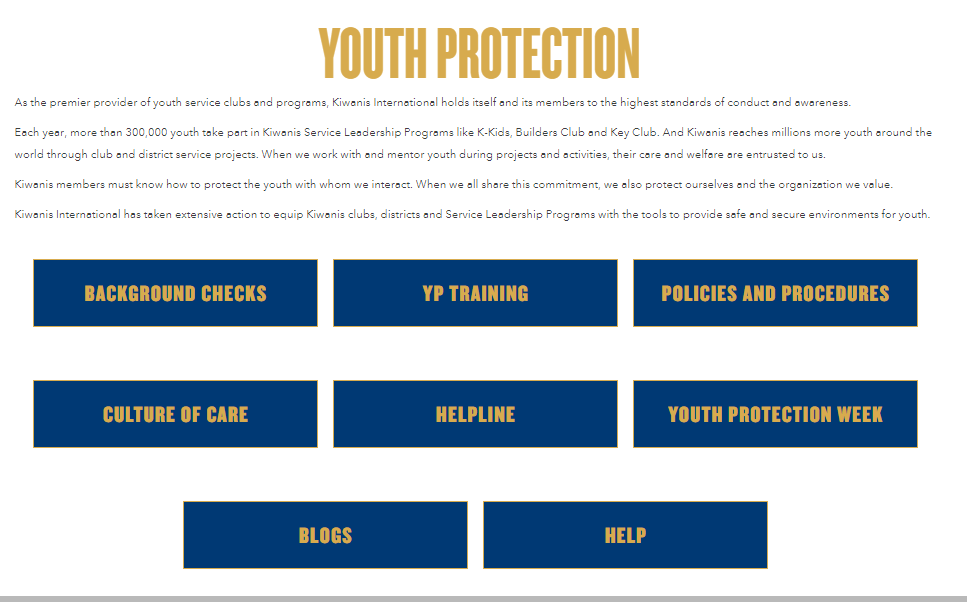 YOUTH PROTECTION
As the premier provider of youth service clubs and programs, Kiwanis International holds itself and its members to the highest standards of conduct and awareness.
Each year, more than 300,000 youth take part in Kiwanis Service Leadership Programs like K-Kids, Builders Club and Key Club. And Kiwanis reaches millions more youth around the
world through club and district service projects. When we work with and mentor youth during projects and activities, their care and welfare are entrusted to us.
Kiwanis members must know how to protect the youth with whom we interact. When we all share this commitment, we also protect ourselves and the organization we value.
Kiwanis International has taken extensive action to equip Kiwanis clubs, districts and Service Leadership Programs with the tools to provide safe and secure environments for youth.
BACKGROUND CHECKS
YP TRAINING
POLICIES AND PROCEDURES
CULTURE OF CARE
HELPLINE
YOUTH PROTECTION WEEK
BLOGS
HELP